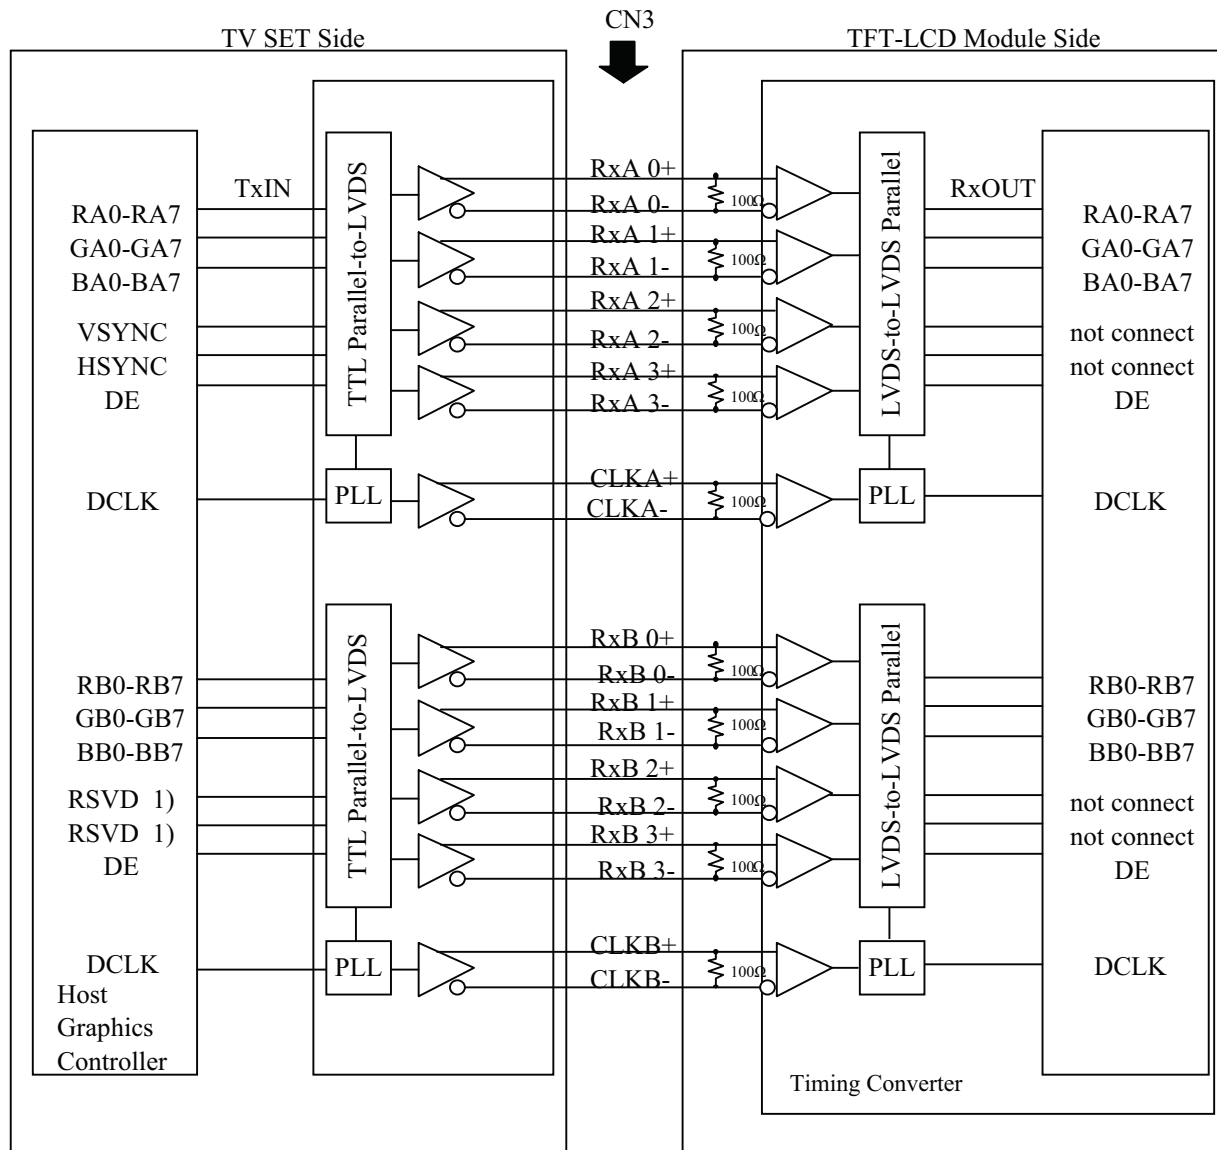 CN3
TV SET Side
TFT-LCD Module Side
TxIN
RA0-RA7
GA0-GA7
BA0-BA7
VSYNC
HSYNC
DE
DCLK
TTL Parallel-to-LVDS
PLL
RxA 0+
RxA 0-
RxA 1+
RxA 1-
RxA 2+
RxA 2-
RxA 3+
RxA 3-
CLKA+
CLKA-
100Ω
100Ω
100Ω
100Ω
100Ω
LVDS-to-LVDS Parallel
PLL
RxOUT
RA0-RA7
GA0-GA7
BA0-BA7
not connect
not connect
DE
DCLK
RB0-RB7
GB0-GB7
BB0-BB7
RSVD 1)
RSVD 1)
DE
DCLK
Host
Graphics
Controller
TTL Parallel-to-LVDS
PLL
RxB 0+
RxB 0-
RxB 1+
RxB 1-
RxB 2+
RxB 2-
RxB 3+
RxB 3-
CLKB+
CLKB-
100Ω
100Ω
100Ω
100Ω
100Ω
LVDS-to-LVDS Parallel
PLL
RB0-RB7
GB0-GB7
BB0-BB7
not connect
not connect
DE
DCLK
Timing Converter